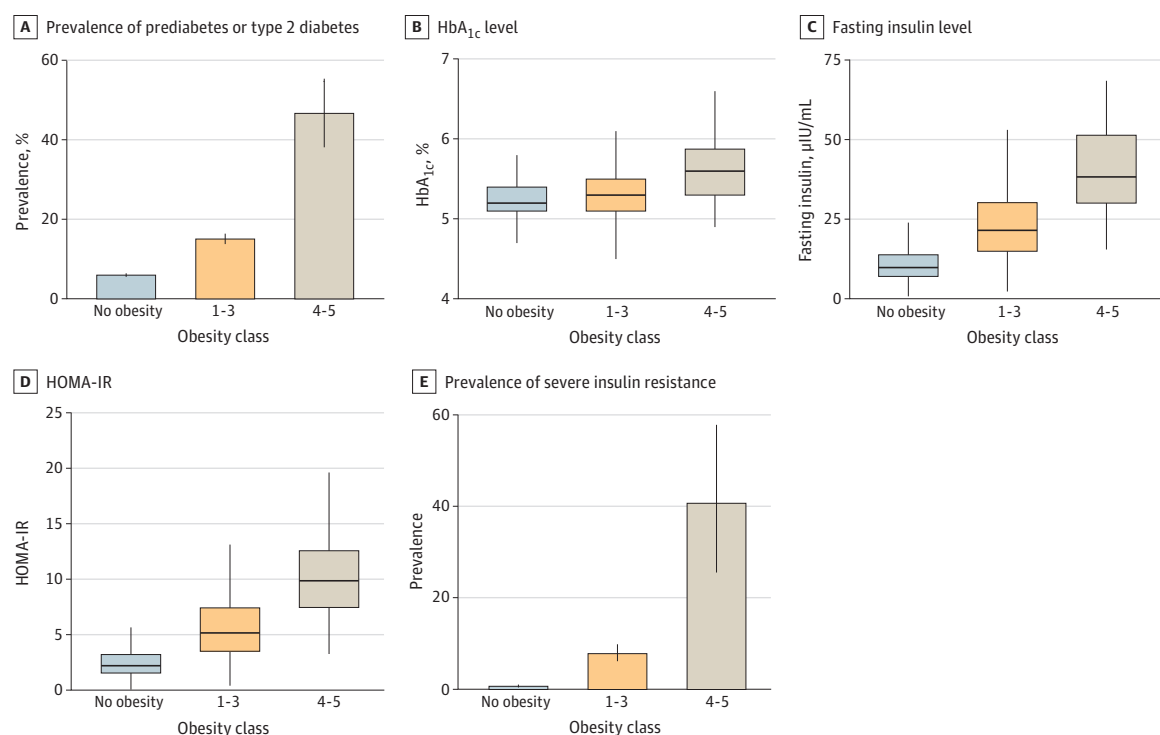 A Prevalence of prediabetes or type 2 diabetes
60
40
20
0
Prevalence, %
No obesity 1-3 4-5
Obesity class
B HbA1c level
7
6
5
4
HbA1c, %
No obesity 1-3 4-5
Obesity class
C Fasting insulin level
75
50
25
0
Fasting insulin, µIU/mL
No obesity 1-3 4-5
Obesity class
D HOMA-IR
25
20
15
10
5
0
HOMA-IR
No obesity 1-3 4-5
Obesity class
E Prevalence of severe insulin resistance
60
40
20
0
Prevalence
No obesity 1-3 4-5
Obesity class